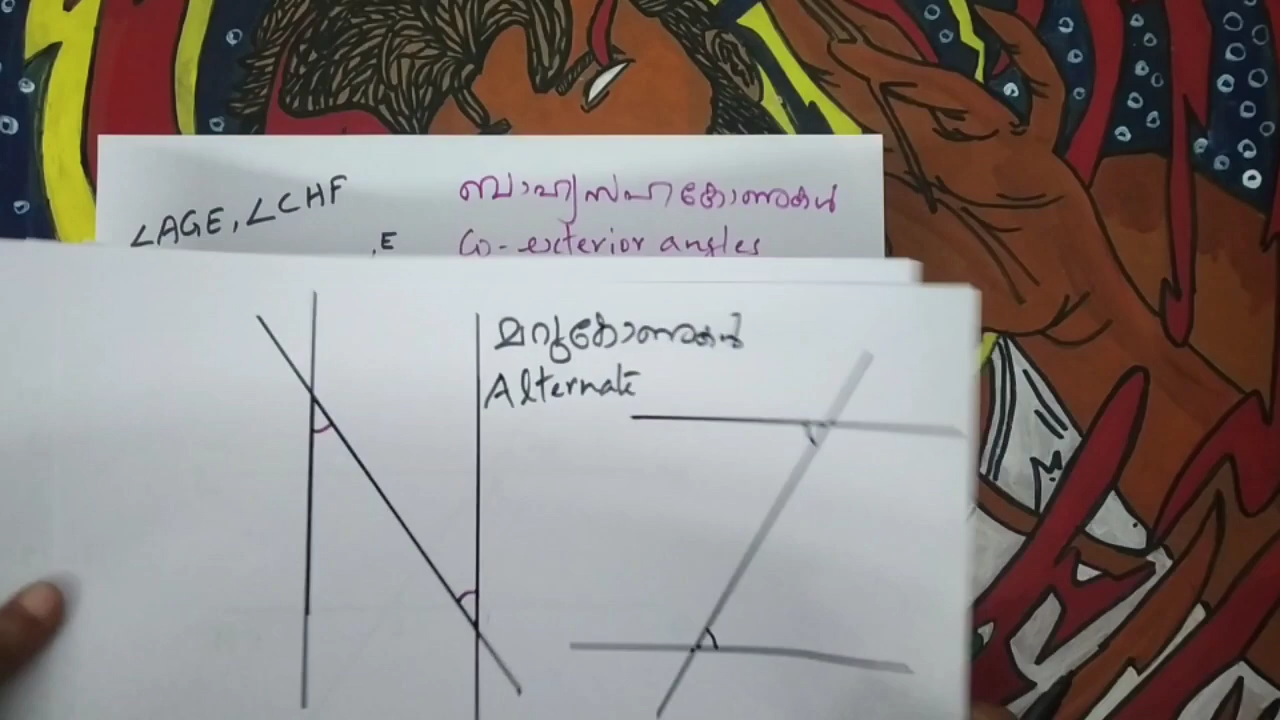 ∠AGE, ∠CHF
ബാഹ്യസഹകോണുകൾ
, E
Co-exterior angles
മറുകോണുകൾ
Alternate